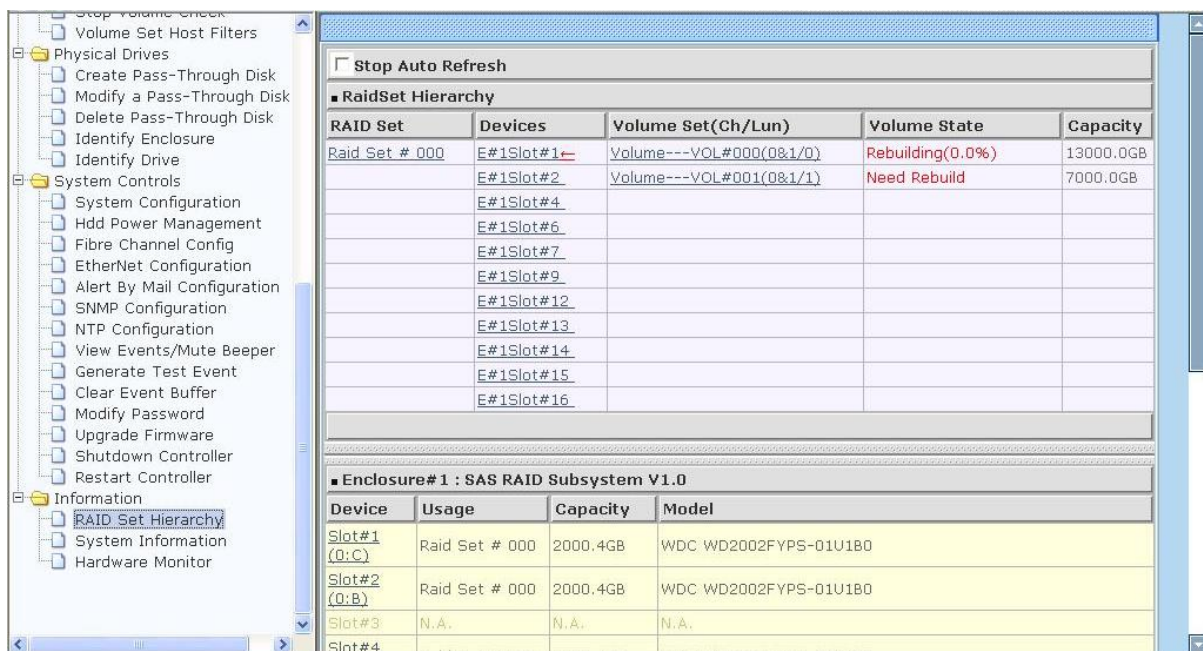 Stop Volume Check
Volume Set Host Filters
Physical Drives
Create Pass-Through Disk
Modify a Pass-Through Disk
Delete Pass-Through Disk
Identify Enclosure
Identify Drive
System Controls
System Configuration
Hdd Power Management
Fibre Channel Config
EtherNet Configuration
Alert By Mail Configuration
SNMP Configuration
NTP Configuration
View Events/Mute Beeper
Generate Test Event
Clear Event Buffer
Modify Password
Upgrade Firmware
Shutdown Controller
Restart Controller
Information
RAID Set Hierarchy
System Information
Hardware Monitor
Stop Auto Refresh
RaidSet Hierarchy
RAID Set Devices Volume Set(Ch/Lun) Volume State Capacity
Raid Set # 000 E#1Slot#1← Volume---VOL#000(0&1/0) Rebuilding(0.0%) 13000.0GB
E#1Slot#2 Volume---VOL#001(0&1/1) Need Rebuild 7000.0GB
E#1Slot#4
E#1Slot#6
E#1Slot#7
E#1Slot#9
E#1Slot#12
E#1Slot#13
E#1Slot#14
E#1Slot#15
E#1Slot#16
Enclosure#1 : SAS RAID Subsystem V1.0
Device Usage Capacity Model
Slot#1 (0:C) Raid Set # 000 2000.4GB WDC WD2002FYPS-01U1B0
Slot#2 (0:B) Raid Set # 000 2000.4GB WDC WD2002FYPS-01U1B0
Slot#3 N.A. N.A. N.A.
Slot#4